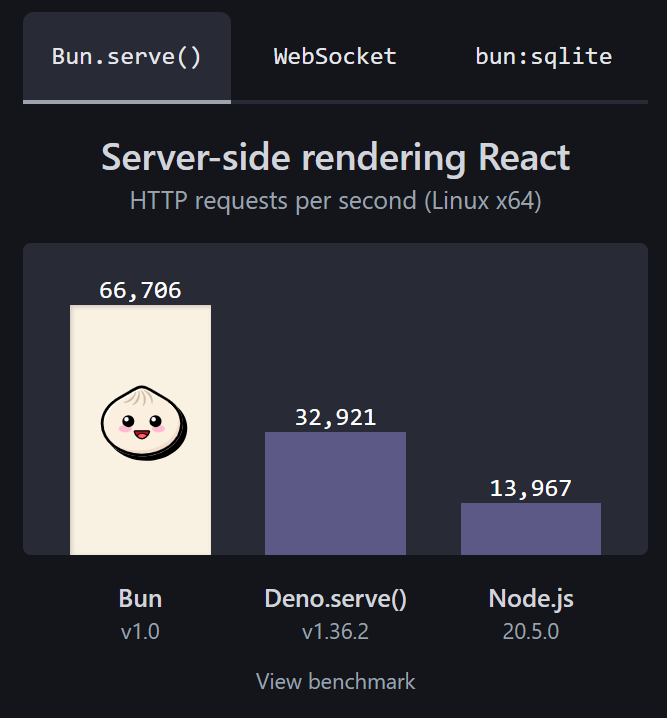 Bun.serve() WebSocket bun:sqlite
Server-side rendering React
HTTP requests per second (Linux x64)
66,706
32,921
13,967
Bun Deno.serve() Node.js
v1.0 v1.36.2 20.5.0
View benchmark